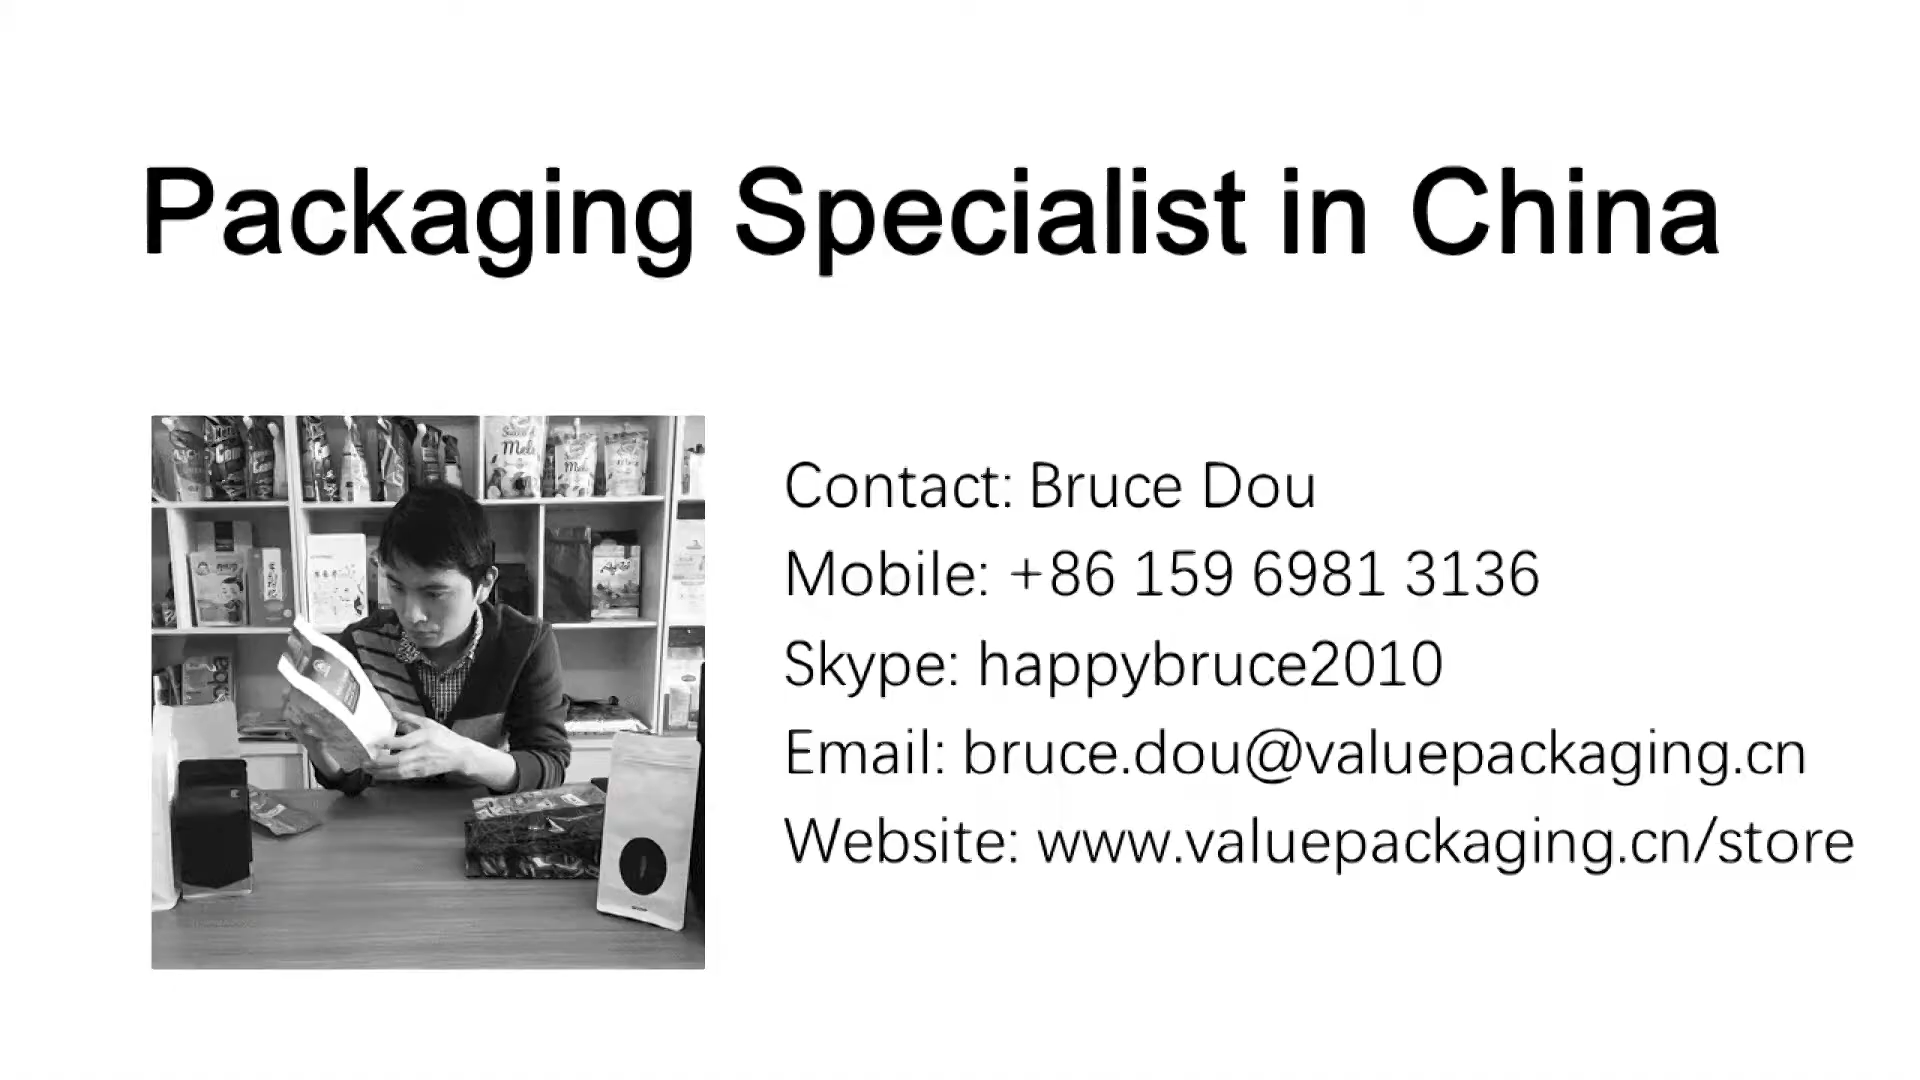 Packaging Specialist in China
Contact: Bruce Dou
Mobile: +86 159 6981 3136
Skype: happybruce2010
Email: bruce.dou@valuepackaging.cn
Website: www.valuepackaging.cn/store